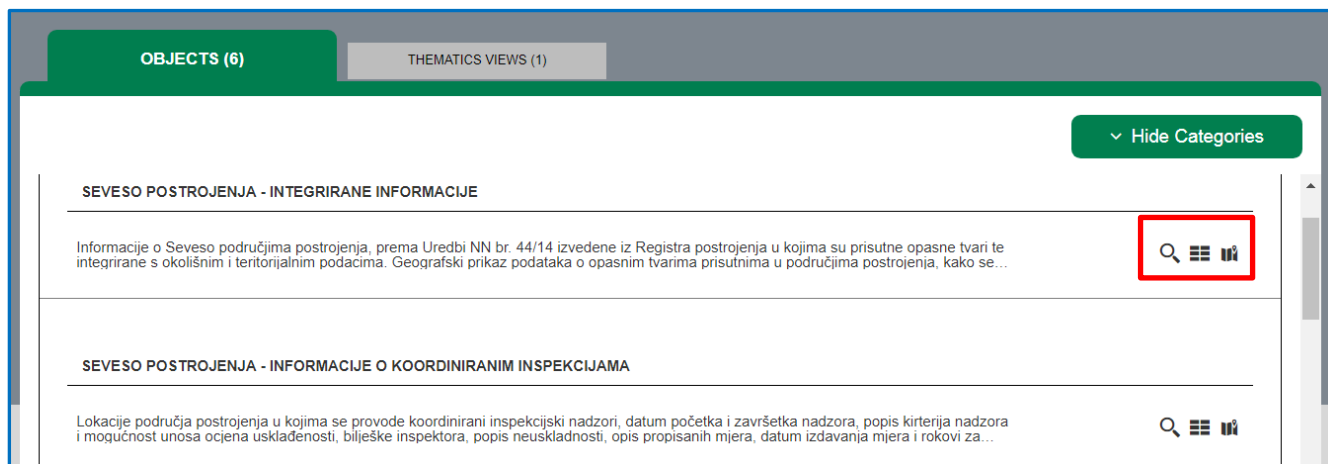 OBJECTS (6)
THEMATICS VIEWS (1)
Hide Categories
SEVESO POSTROJENJA - INTEGRIRANE INFORMACIJE
Informacije o Seveso područjima postrojenja, prema Uredbi NN br. 44/14 izvedene iz Registra postrojenja u kojima su prisutne opasne tvari te
integrirane s okolišnim i teritorijalnim podacima. Geografski prikaz podataka o opasnim tvarima prisutnima u područjima postrojenja, kako se...
SEVESO POSTROJENJA - INFORMACIJE O KOORDINIRANIM INSPEKCIJAMA
Lokacije područja postrojenja u kojima se provode koordinirani inspekcijski nadzori, datum početka i završetka nadzora, popis kirterija nadzora
i mogućnost unosa ocjena usklađenosti, bilješke inspektora, popis neuskladnosti, opis propisanih mjera, datum izdavanja mjera i rokovi za...